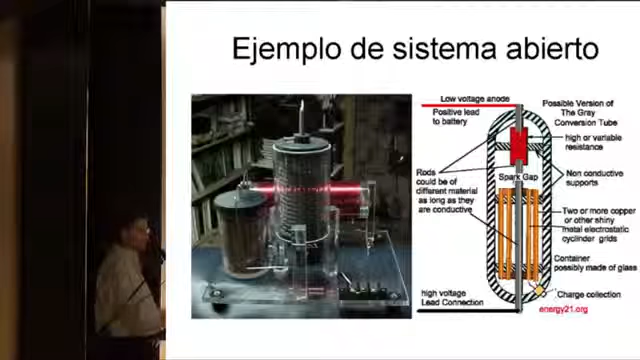 Ejemplo de sistema abierto
Low voltage anode
Positive lead to battery
Possible Version of
The Gray
Conversion Tube
high or variable
resistance
Rods
could be of
different material
as long as they
are conductive
Spark Gap
Non conductive
supports
Two or more copper
or other shiny
metal electrostatic
cylinder grids
Container
possibly made of glass
high voltage
Lead Connection
Charge collection
energy21.org